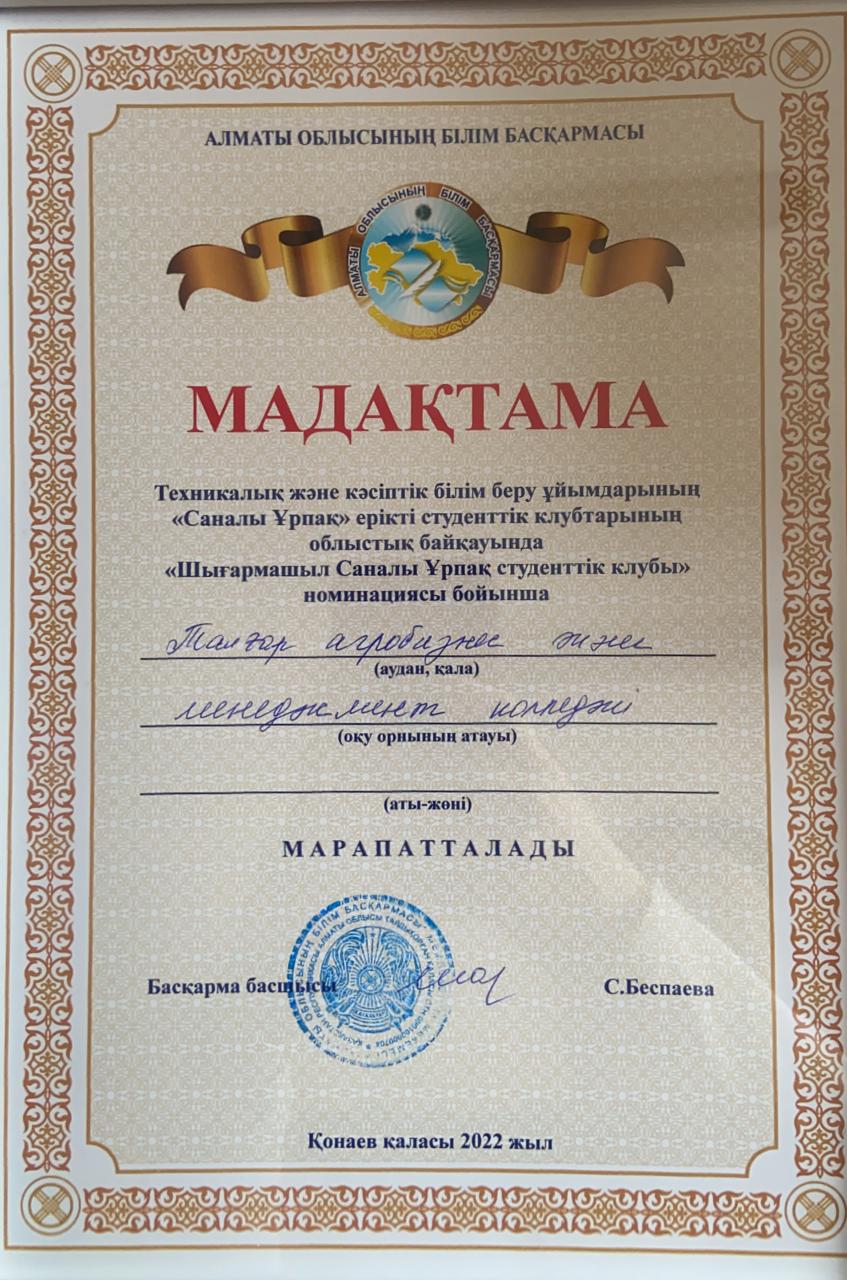 АЛМАТЫ ОБЛЫСЫНЫҢ БІЛІМ БАСҚАРМАСЫ
АЛМАТЫ ОБЛЫСЫНЫҢ БІЛІМ БАСҚАРМАСЫ
МАДАҚТАМА
Техникалық және кәсіптік білім беру ұйымдарының
«Саналы Ұрпақ» ерікті студенттік клубтарының
облыстық байқауында
«Шығармашыл Саналы Ұрпақ студенттік клубы»
номинациясы бойынша
Талғар агробизнес және
(аудан, қала)
менеджмент колледжі
(оқу орнының атауы)
(аты-жөні)
МАРАПАТТАЛАДЫ
Басқарма басшысы
С.Беспаева
Қонаев қаласы 2022 жыл